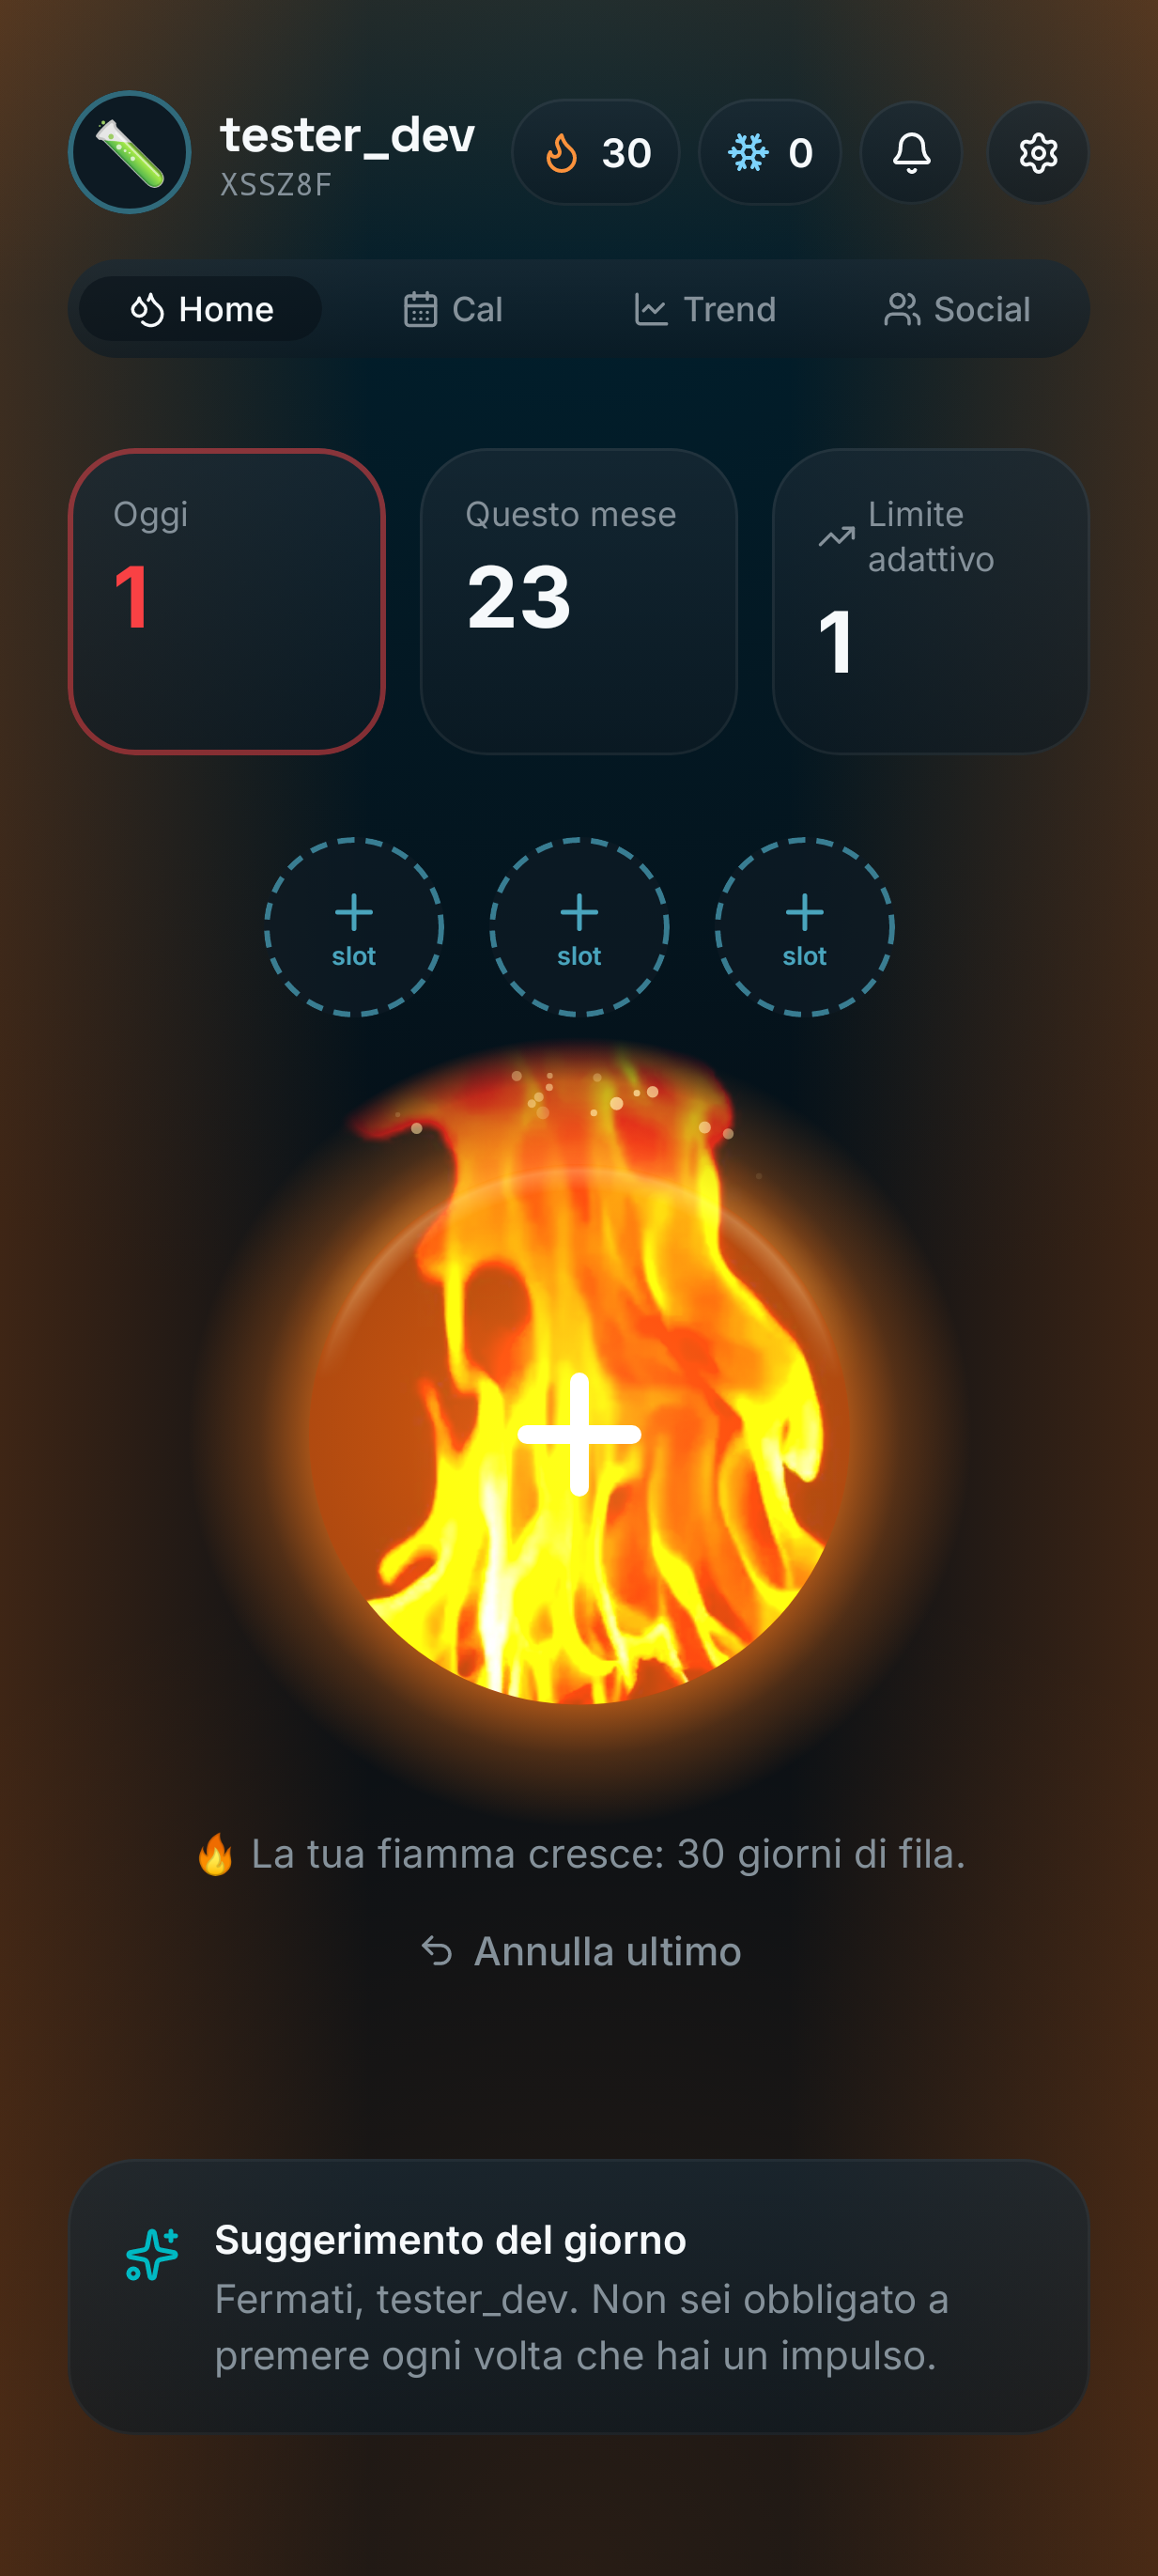 tester_dev
XSSZ8F
30
0
Home
Cal
Trend
Social
Oggi
1
Questo mese
23
Limite
adattivo
1
slot
slot
slot
La tua fiamma cresce: 30 giorni di fila.
Annulla ultimo
Suggerimento del giorno
Fermati, tester_dev. Non sei obbligato a
premere ogni volta che hai un impulso.